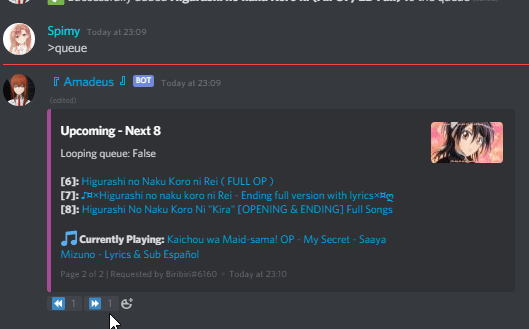 Successfully added Higurashi no Naku Koro ni to the queue
Spimy Today at 23:09
>queue
『 Amadeus 』 BOT Today at 23:09
(edited)
Upcoming - Next 8
Looping queue: False
[6]: Higurashi no Naku Koro ni Rei ( FULL OP )
[7]: ♪¤×Higurashi no naku koro ni Rei - Ending full version with lyrics×¤ღ
[8]: Higurashi No Naku Koro Ni "Kira" [OPENING & ENDING] Full Songs
🎵Currently Playing: Kaichou wa Maid-sama! OP - My Secret - Saaya
Mizuno - Lyrics & Sub Español
Page 2 of 2 | Requested by Biribiri#6160 • Today at 23:10
⏪ 1 ⏩ 1